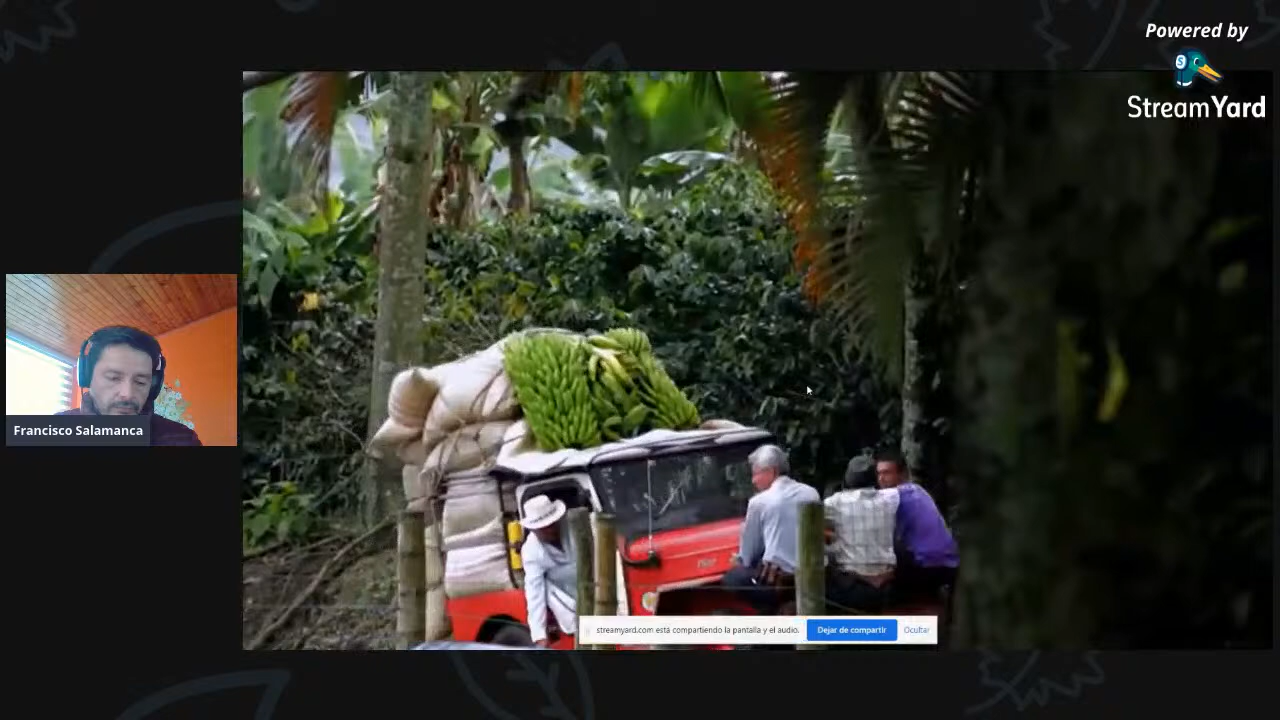 Powered by
StreamYard
Francisco Salamanca
streamyard.com está compartiendo la pantalla y el audio.
Dejar de compartir
Ocultar